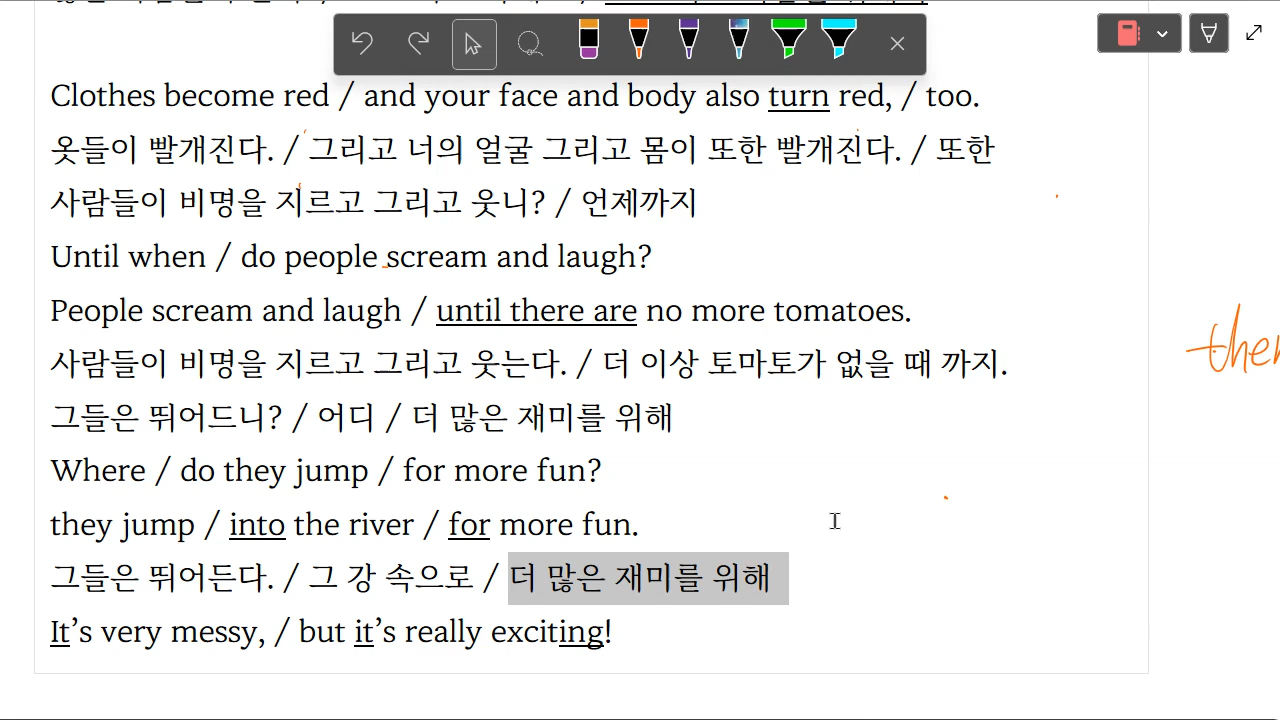 Clothes become red / and your face and body also turn red, / too.
옷들이 빨개진다. / 그리고 너의 얼굴 그리고 몸이 또한 빨개진다. / 또한
사람들이 비명을 지르고 그리고 웃니? / 언제까지
Until when / do people scream and laugh?
People scream and laugh / until there are no more tomatoes.
사람들이 비명을 지르고 그리고 웃는다. / 더 이상 토마토가 없을 때 까지.
그들은 뛰어드니? / 어디 / 더 많은 재미를 위해
Where / do they jump / for more fun?
they jump / into the river / for more fun.
그들은 뛰어든다. / 그 강 속으로 / 더 많은 재미를 위해
It's very messy, / but it's really exciting!